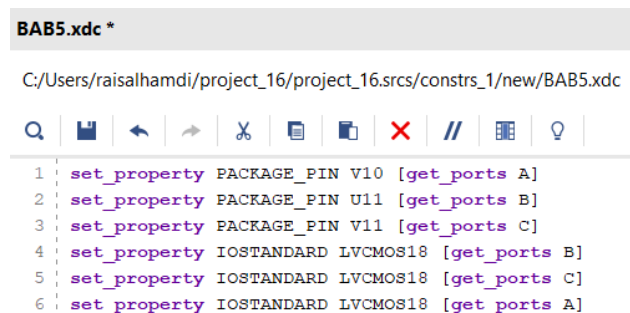 BAB5.xdc *
C:/Users/raisalhamdi/project_16/project_16.srcs/constrs_1/new/BAB5.xdc
1 set_property PACKAGE_PIN V10 [get_ports A]
2 set_property PACKAGE_PIN U11 [get_ports B]
3 set_property PACKAGE_PIN V11 [get_ports C]
4 set_property IOSTANDARD LVCMOS18 [get_ports B]
5 set_property IOSTANDARD LVCMOS18 [get_ports C]
6 set_property IOSTANDARD LVCMOS18 [get_ports A]